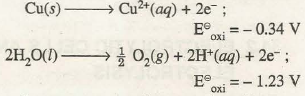 Cu(s) ⟶ Cu²⁺(aq) + 2e⁻ ;
E⊖oxi = – 0.34 V
2H₂O(l) ⟶ ½ O₂(g) + 2H⁺(aq) + 2e⁻ ;
E⊖oxi = – 1.23 V